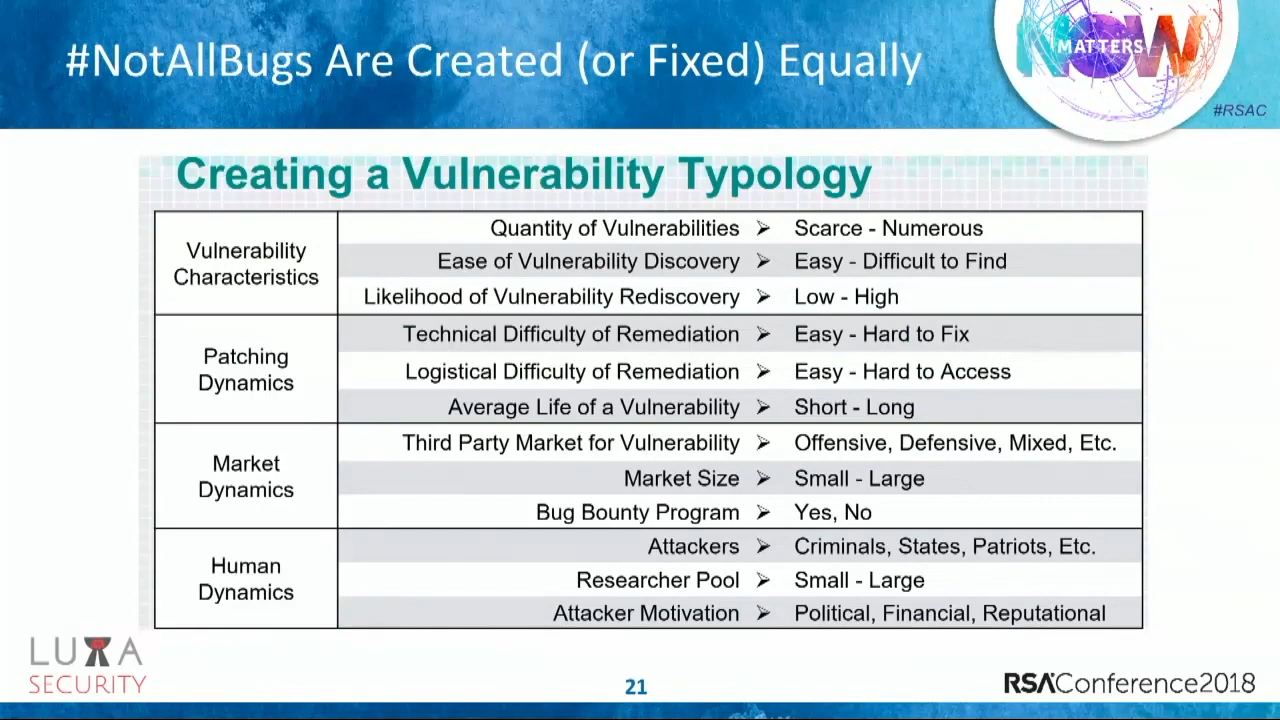 #NotAllBugs Are Created (or Fixed) Equally
NOW
MATTERS
#RSAC
Creating a Vulnerability Typology
Vulnerability
Characteristics
Quantity of Vulnerabilities ➢ Scarce - Numerous
Ease of Vulnerability Discovery ➢ Easy - Difficult to Find
Likelihood of Vulnerability Rediscovery ➢ Low - High
Patching
Dynamics
Technical Difficulty of Remediation ➢ Easy - Hard to Fix
Logistical Difficulty of Remediation ➢ Easy - Hard to Access
Average Life of a Vulnerability ➢ Short - Long
Market
Dynamics
Third Party Market for Vulnerability ➢ Offensive, Defensive, Mixed, Etc.
Market Size ➢ Small - Large
Bug Bounty Program ➢ Yes, No
Human
Dynamics
Attackers ➢ Criminals, States, Patriots, Etc.
Researcher Pool ➢ Small - Large
Attacker Motivation ➢ Political, Financial, Reputational
LUTA
SECURITY
21
RSAConference2018